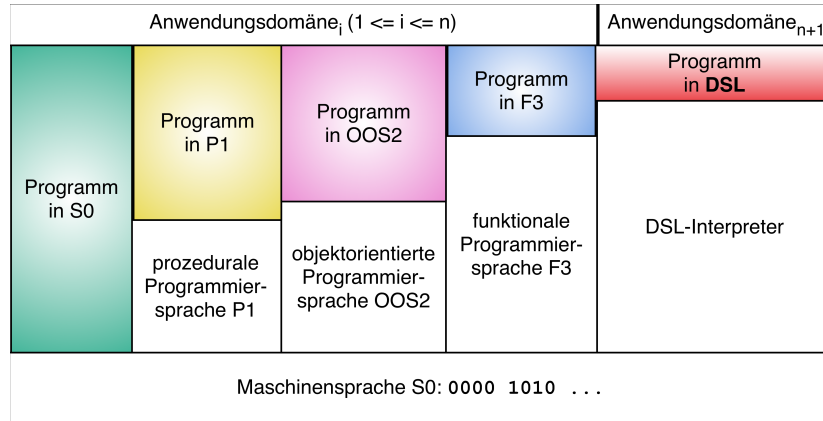 Anwendungsdomäne_i (1 <= i <= n)
Anwendungsdomäne_n+1
Programm
in S0
Programm
in P1
prozedurale
Programmier-
sprache P1
Programm
in OOS2
objektorientierte
Programmier-
sprache OOS2
Programm
in F3
funktionale
Programmier-
sprache F3
Programm
in DSL
DSL-Interpreter
Maschinensprache S0: 0000 1010 ...